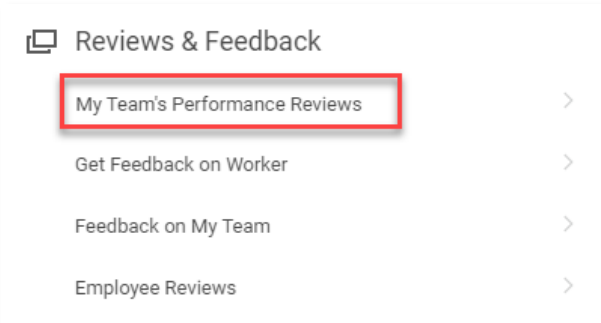 Reviews & Feedback
My Team's Performance Reviews
Get Feedback on Worker
Feedback on My Team
Employee Reviews